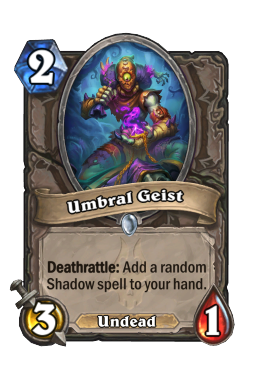 2
Umbral Geist
Deathrattle: Add a random
Shadow spell to your hand.
3
Undead
1